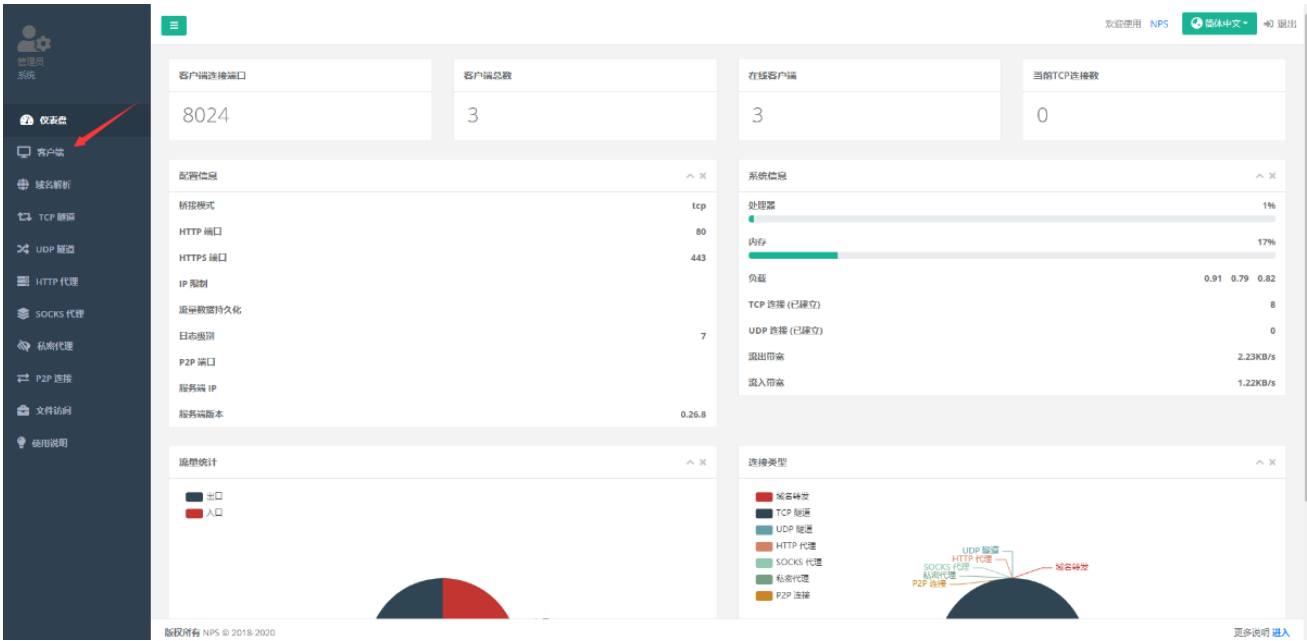 欢迎使用 NPS 简体中文 退出
管理员
系统
仪表盘
客户端
域名解析
TCP 隧道
UDP 隧道
HTTP 代理
SOCKS 代理
私密代理
P2P 连接
文件访问
使用说明
客户端连接端口
8024
客户端总数
3
在线客户端
3
当前TCP连接数
0
配置信息
桥接模式 tcp
HTTP 端口 80
HTTPS 端口 443
IP 限制
流量数据持久化
日志级别 7
P2P 端口
服务端 IP
服务端版本 0.26.8
系统信息
处理器 1%
内存 17%
负载 0.91 0.79 0.82
TCP 连接 (已建立) 8
UDP 连接 (已建立) 0
流出带宽 2.23KB/s
流入带宽 1.22KB/s
流量统计
出口
入口
连接类型
域名转发
TCP 隧道
UDP 隧道
HTTP 代理
SOCKS 代理
私密代理
P2P 连接
UDP 隧道
HTTP 代理
SOCKS 代理
私密代理
P2P 连接
域名转发
版权所有 NPS © 2018-2020
更多说明 进入